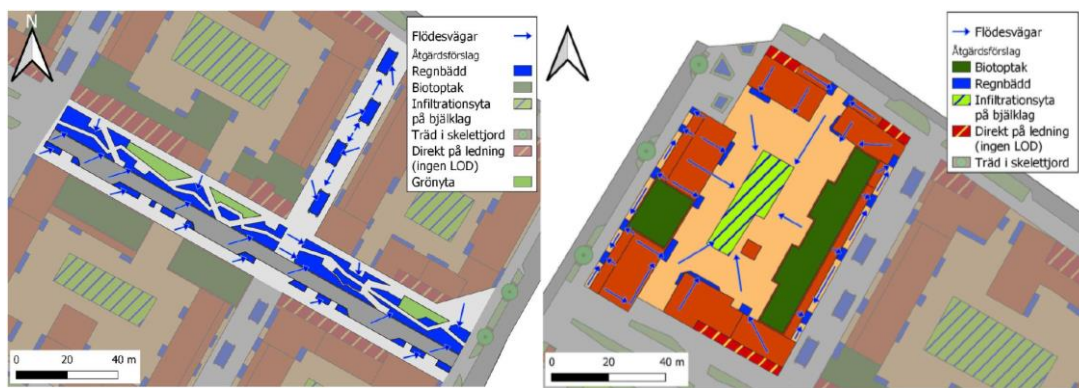 N
Flödesvägar
Åtgärdsförslag
Regnbädd
Biotoptak
Infiltrationsyta
på bjälklag
Träd i skelettjord
Direkt på ledning
(ingen LOD)
Grönyta
0 20 40 m
Flödesvägar
Åtgärdsförslag
Biotoptak
Regnbädd
Infiltrationsyta
på bjälklag
Direkt på ledning
(ingen LOD)
Träd i skelettjord
0 20 40 m